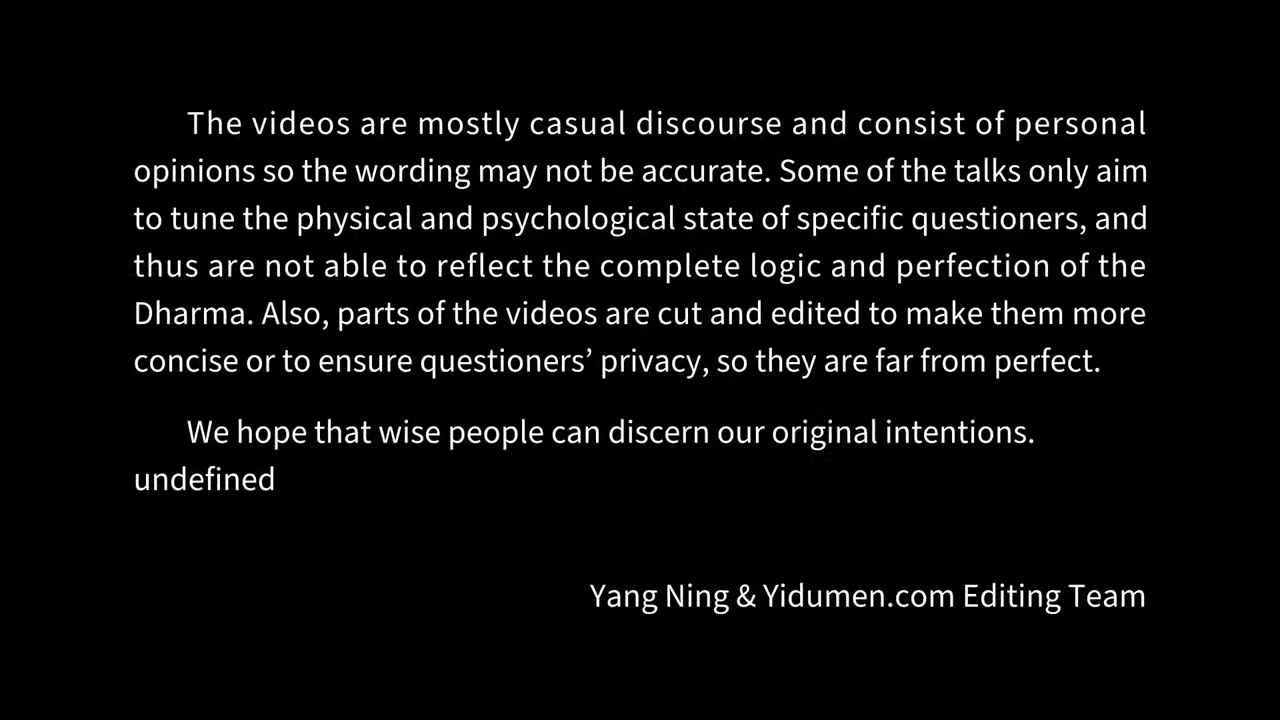 The videos are mostly casual discourse and consist of personal
opinions so the wording may not be accurate. Some of the talks only aim
to tune the physical and psychological state of specific questioners, and
thus are not able to reflect the complete logic and perfection of the
Dharma. Also, parts of the videos are cut and edited to make them more
concise or to ensure questioners’ privacy, so they are far from perfect.
We hope that wise people can discern our original intentions.
undefined
Yang Ning & Yidumen.com Editing Team